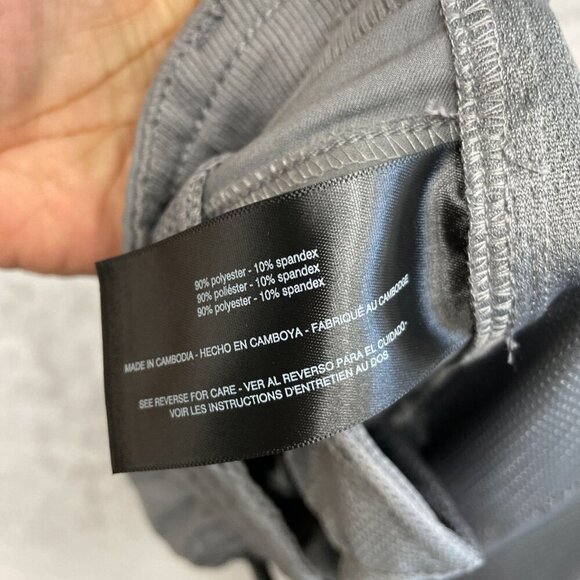 90% polyester - 10% spandex
90% poliéster - 10% spandex
90% polyester - 10% spandex
MADE IN CAMBODIA - HECHO EN CAMBOYA - FABRIQUÉ AU CAMBODGE
SEE REVERSE FOR CARE - VER AL REVERSO PARA EL CUIDADO-
VOIR LES INSTRUCTIONS D'ENTRETIEN AU DOS